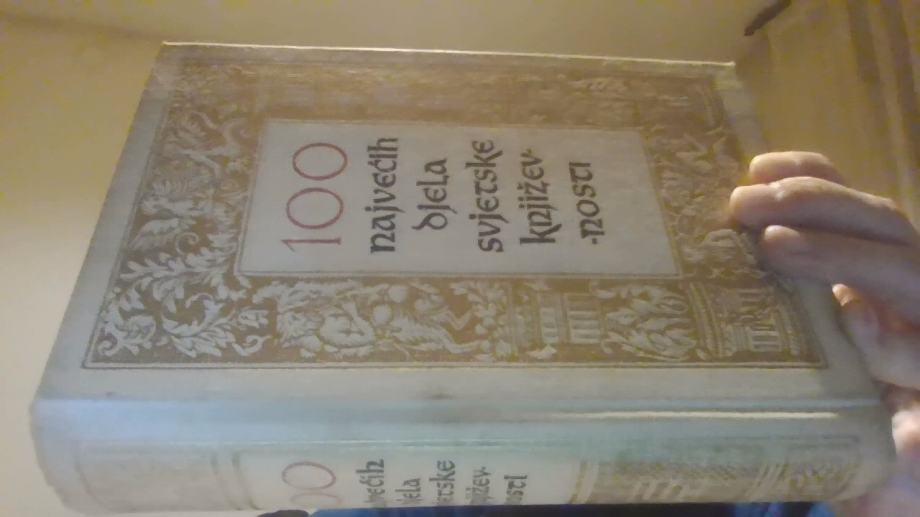 100
najvećih
djela
svjetske
književ-
-nosti